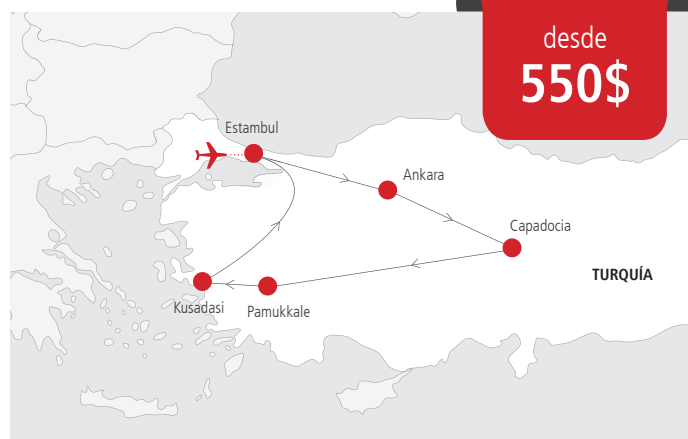 desde
550$
Estambul
Ankara
Capadocia
TURQUÍA
Kusadasi
Pamukkale